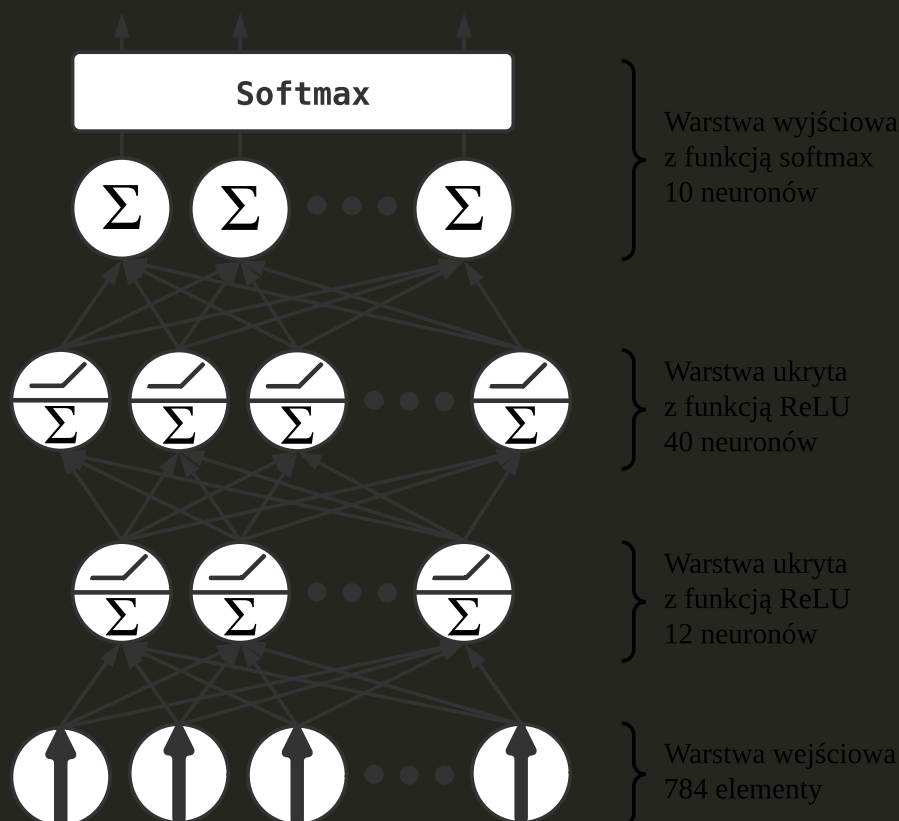 Softmax
Warstwa wyjściowa
z funkcją softmax
10 neuronów
Σ Σ Σ
Warstwa ukryta
z funkcją ReLU
40 neuronów
Σ Σ Σ Σ
Warstwa ukryta
z funkcją ReLU
12 neuronów
Σ Σ Σ
Warstwa wejściowa
784 elementy